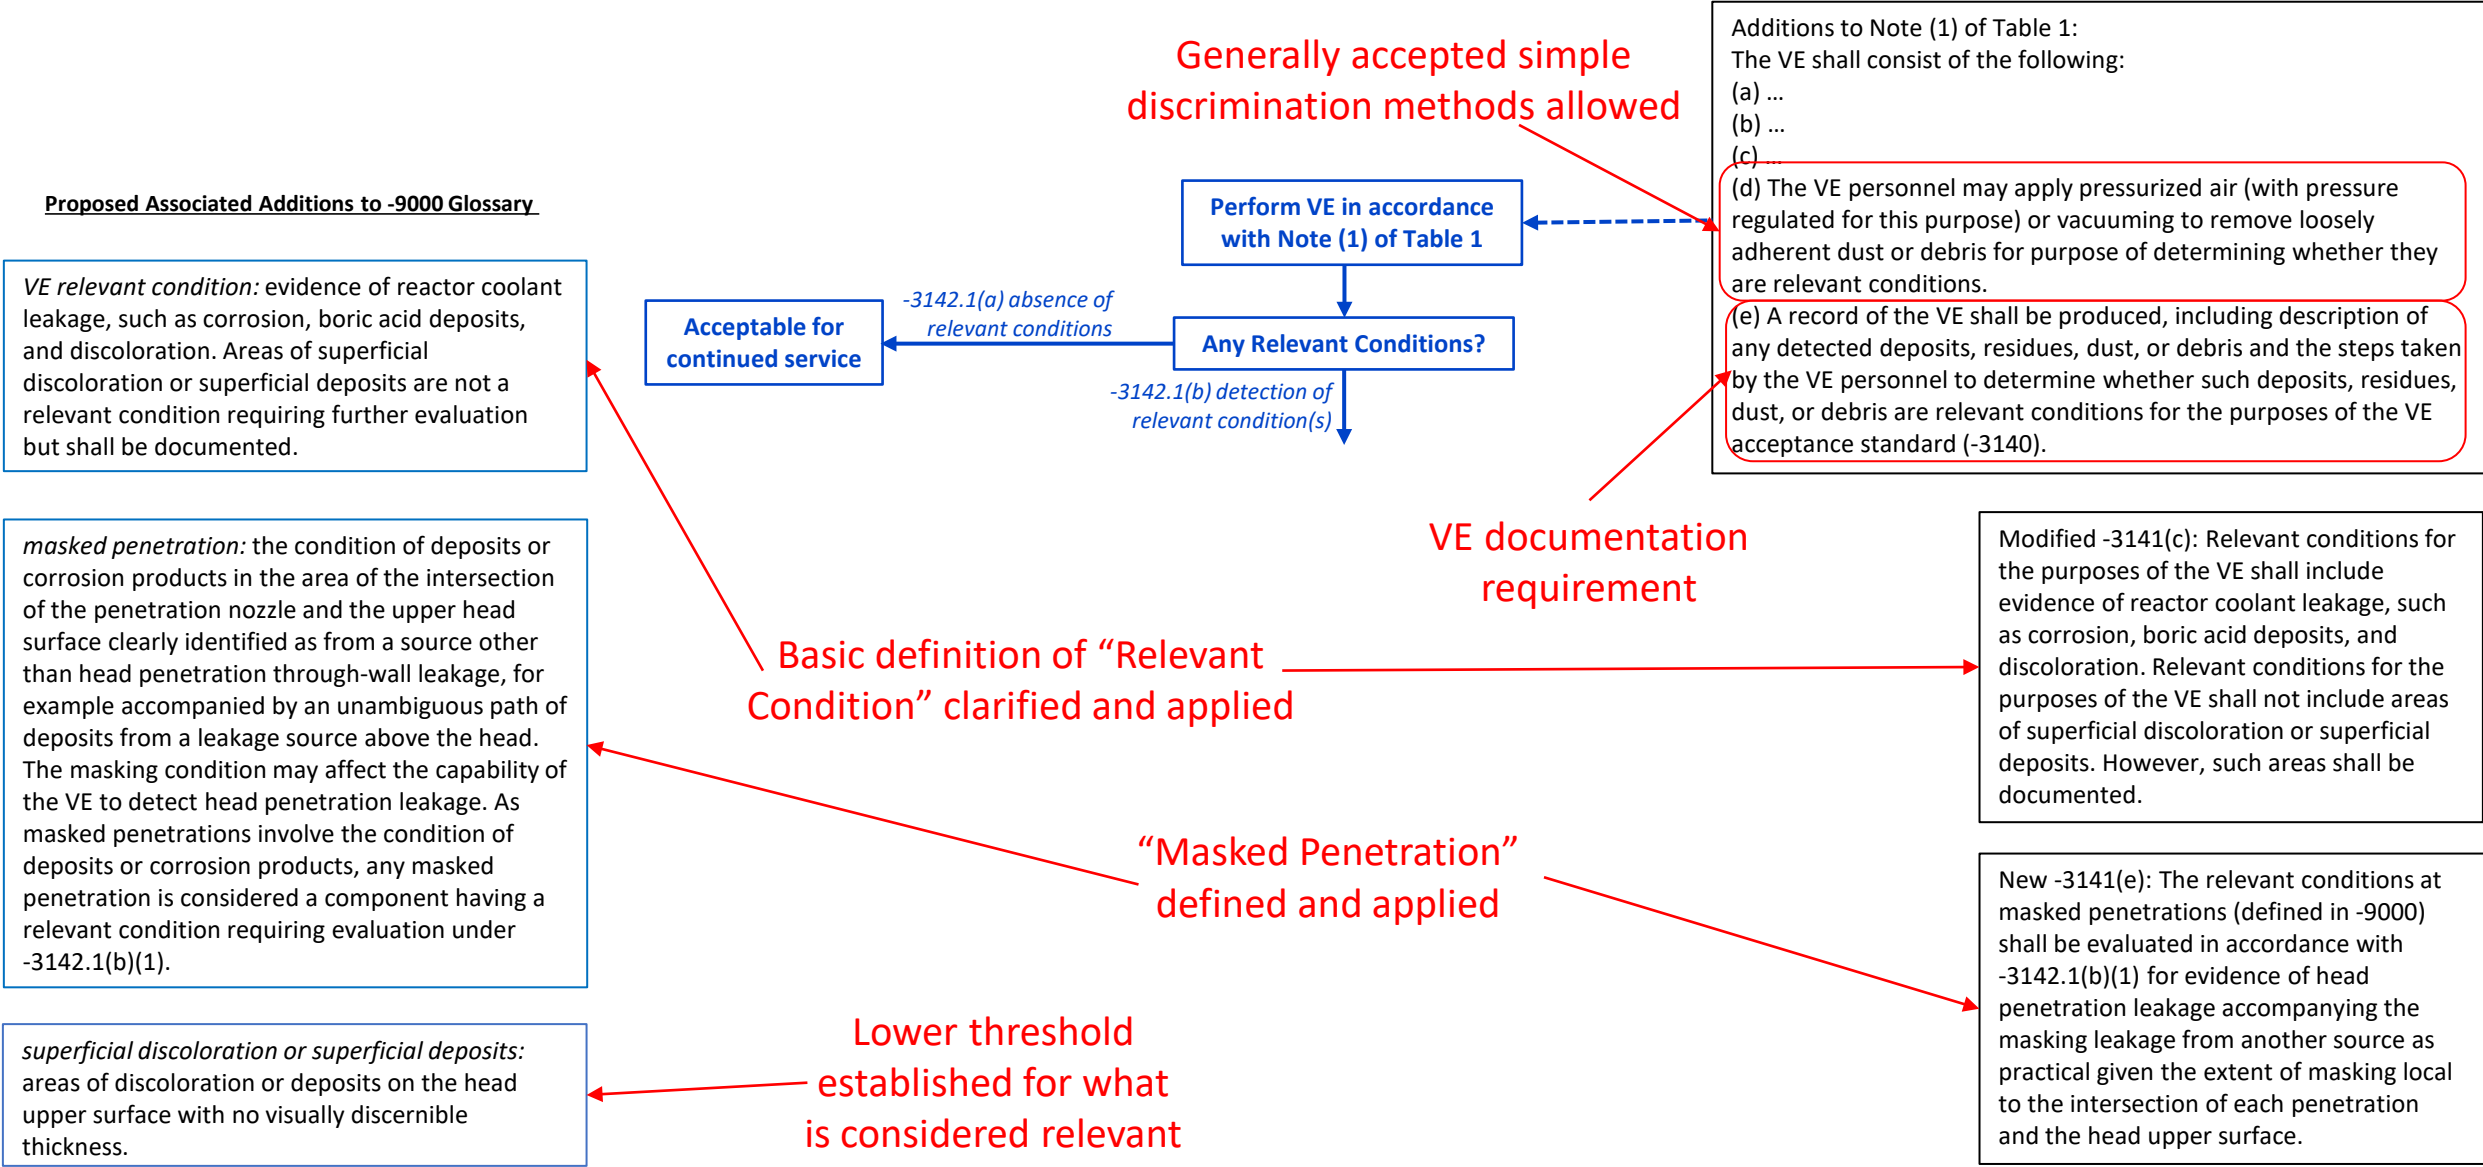 Generally accepted simple
discrimination methods allowed
Additions to Note (1) of Table 1:
The VE shall consist of the following:
(a) ...
(b) ...
(c) ...
(d) The VE personnel may apply pressurized air (with pressure
regulated for this purpose) or vacuuming to remove loosely
adherent dust or debris for purpose of determining whether they
are relevant conditions.
(e) A record of the VE shall be produced, including description of
any detected deposits, residues, dust, or debris and the steps taken
by the VE personnel to determine whether such deposits, residues,
dust, or debris are relevant conditions for the purposes of the VE
acceptance standard (-3140).
Proposed Associated Additions to -9000 Glossary
Perform VE in accordance
with Note (1) of Table 1
Any Relevant Conditions?
-3142.1(a) absence of
relevant conditions
Acceptable for
continued service
-3142.1(b) detection of
relevant condition(s)
VE relevant condition: evidence of reactor coolant
leakage, such as corrosion, boric acid deposits,
and discoloration. Areas of superficial
discoloration or superficial deposits are not a
relevant condition requiring further evaluation
but shall be documented.
VE documentation
requirement
masked penetration: the condition of deposits or
corrosion products in the area of the intersection
of the penetration nozzle and the upper head
surface clearly identified as from a source other
than head penetration through-wall leakage, for
example accompanied by an unambiguous path of
deposits from a leakage source above the head.
The masking condition may affect the capability of
the VE to detect head penetration leakage. As
masked penetrations involve the condition of
deposits or corrosion products, any masked
penetration is considered a component having a
relevant condition requiring evaluation under
-3142.1(b)(1).
Basic definition of “Relevant
Condition” clarified and applied
Modified -3141(c): Relevant conditions for
the purposes of the VE shall include
evidence of reactor coolant leakage, such
as corrosion, boric acid deposits, and
discoloration. Relevant conditions for the
purposes of the VE shall not include areas
of superficial discoloration or superficial
deposits. However, such areas shall be
documented.
“Masked Penetration”
defined and applied
New -3141(e): The relevant conditions at
masked penetrations (defined in -9000)
shall be evaluated in accordance with
-3142.1(b)(1) for evidence of head
penetration leakage accompanying the
masking leakage from another source as
practical given the extent of masking local
to the intersection of each penetration
and the head upper surface.
superficial discoloration or superficial deposits:
areas of discoloration or deposits on the head
upper surface with no visually discernible
thickness.
Lower threshold
established for what
is considered relevant